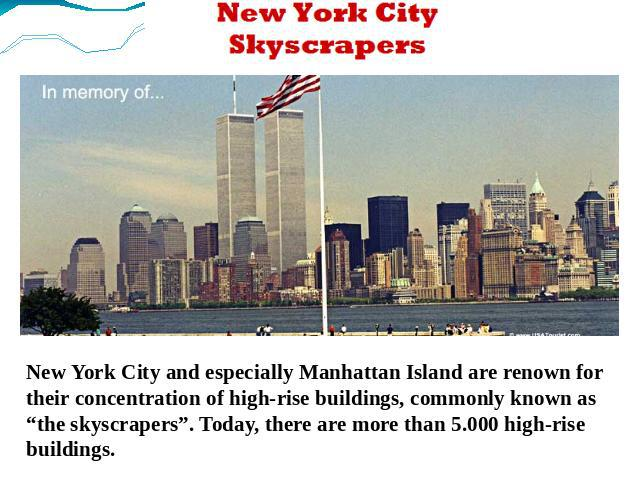 New York City
Skyscrapers
In memory of...
© www.USATourist.com
New York City and especially Manhattan Island are renown for
their concentration of high-rise buildings, commonly known as
“the skyscrapers”. Today, there are more than 5.000 high-rise
buildings.